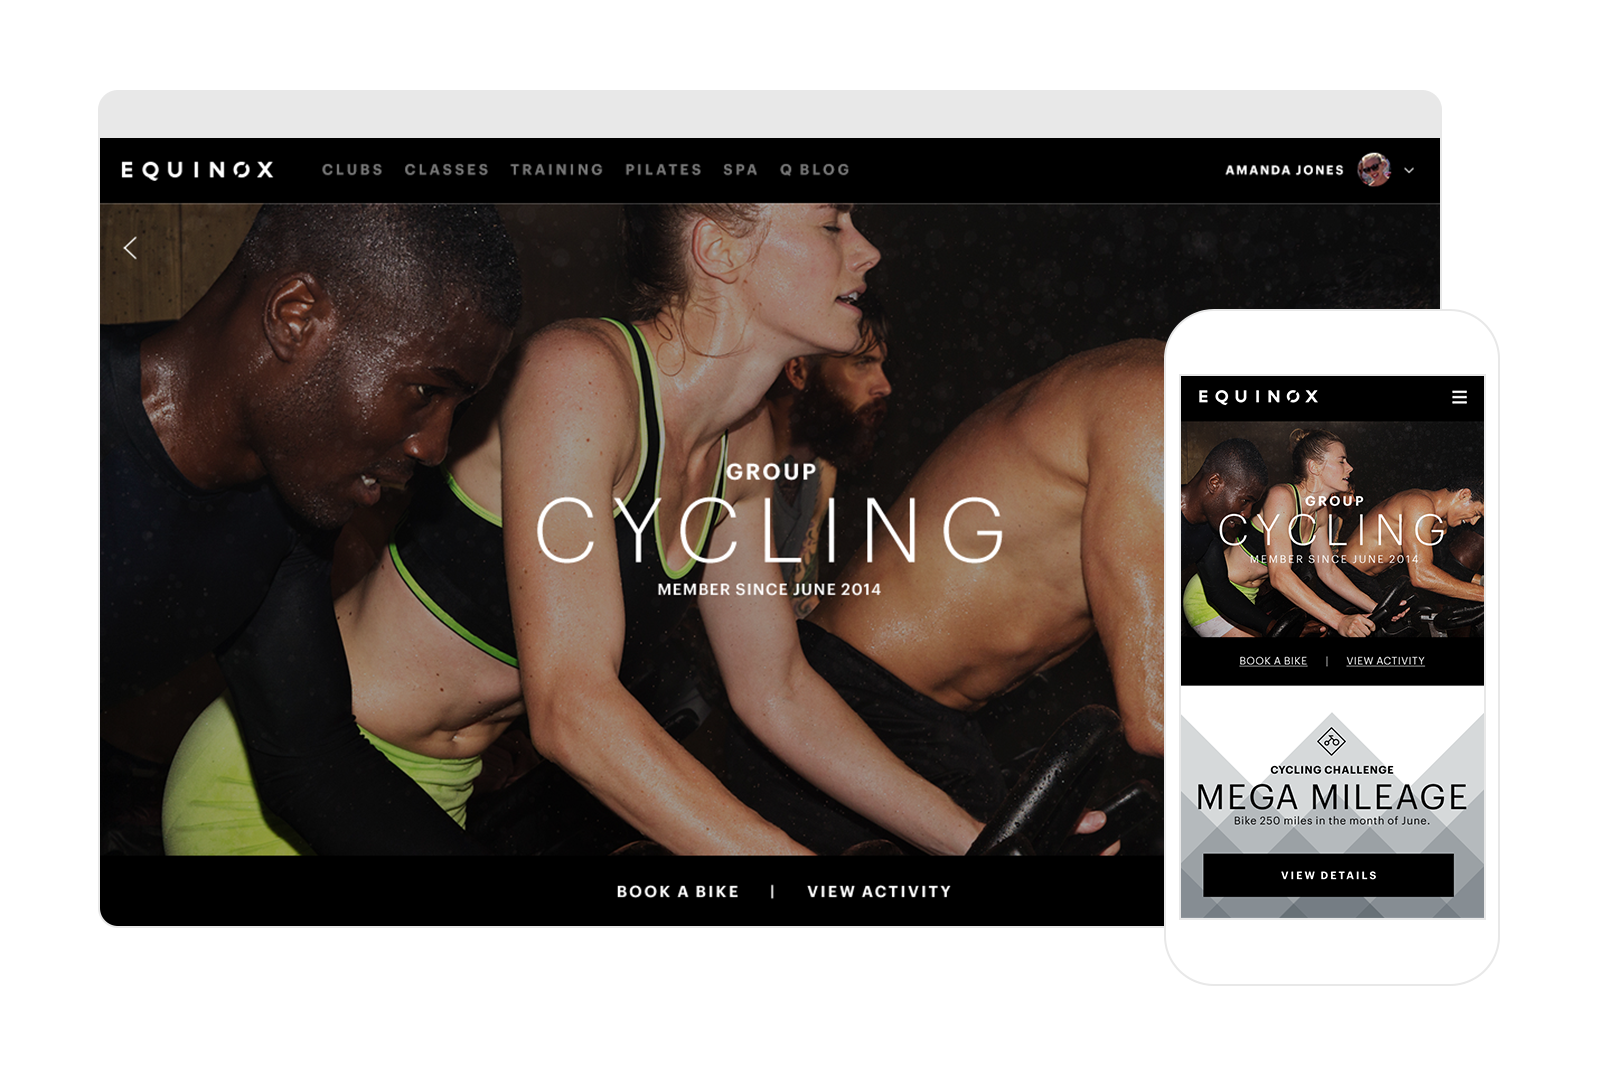 EQUINOX CLUBS CLASSES TRAINING PILATES SPA Q BLOG AMANDA JONES
GROUP
CYCLING
MEMBER SINCE JUNE 2014
BOOK A BIKE | VIEW ACTIVITY
EQUINOX
GROUP
CYCLING
MEMBER SINCE JUNE 2014
BOOK A BIKE | VIEW ACTIVITY
CYCLING CHALLENGE
MEGA MILEAGE
Bike 250 miles in the month of June.
VIEW DETAILS